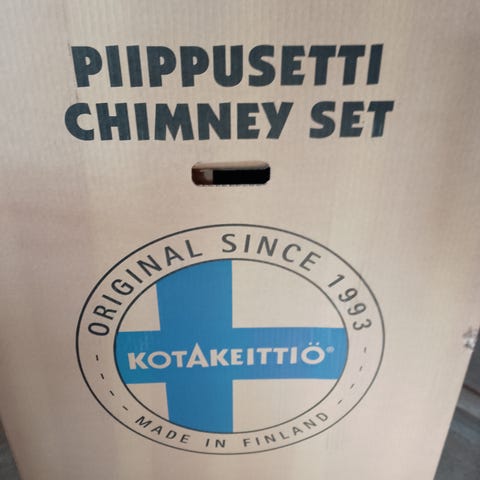 PIIPPUSETTI
CHIMNEY SET
ORIGINAL SINCE 1993
KOTAKEITTIÖ®
MADE IN FINLAND